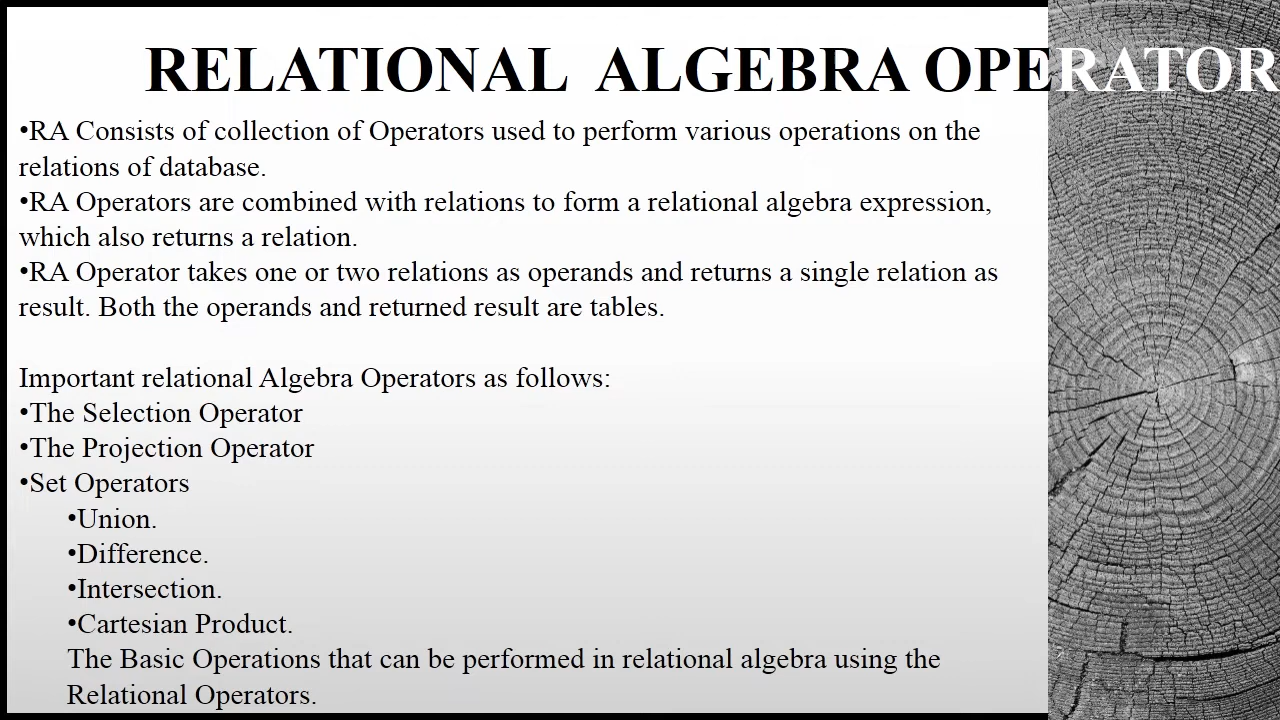 RELATIONAL ALGEBRA OPERATOR
•RA Consists of collection of Operators used to perform various operations on the
relations of database.
•RA Operators are combined with relations to form a relational algebra expression,
which also returns a relation.
•RA Operator takes one or two relations as operands and returns a single relation as
result. Both the operands and returned result are tables.
Important relational Algebra Operators as follows:
•The Selection Operator
•The Projection Operator
•Set Operators
•Union.
•Difference.
•Intersection.
•Cartesian Product.
The Basic Operations that can be performed in relational algebra using the
Relational Operators.